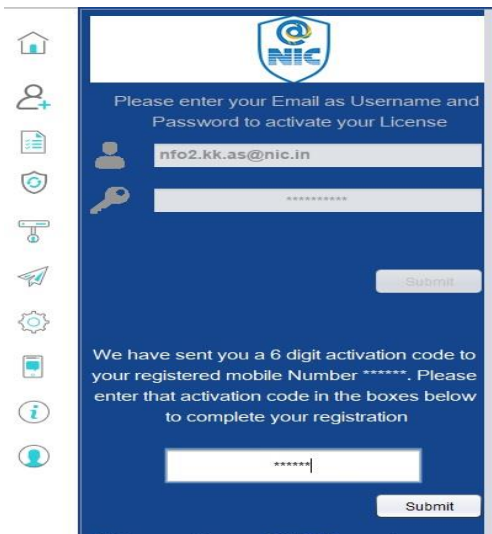 @
NIC
Please enter your Email as Username and
Password to activate your License
nfo2.kk.as@nic.in
**********
Submit
We have sent you a 6 digit activation code to
your registered mobile Number ******. Please
enter that activation code in the boxes below
to complete your registration
******
Submit